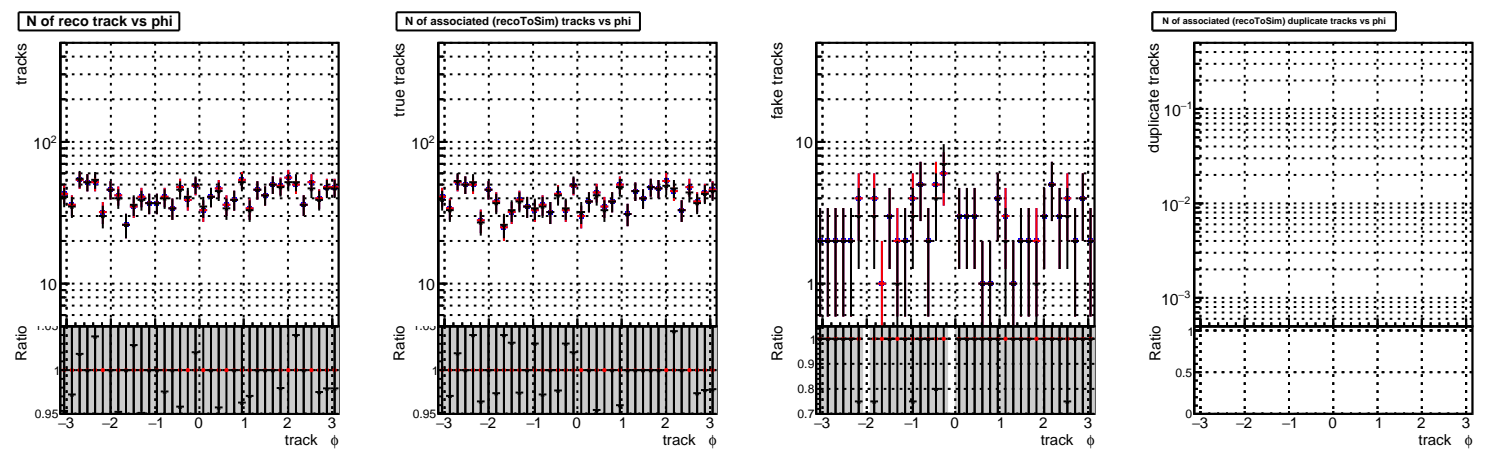 N of reco track vs phi
tracks
10²
10
Ratio
1.05
1
0.95
−3 −2 −1 0 1 2 3
track ϕ
N of associated (recoToSim) tracks vs phi
true tracks
10²
10
Ratio
1.05
1
0.95
−3 −2 −1 0 1 2 3
track ϕ
fake tracks
10
1
Ratio
1
0.9
0.8
0.7
−3 −2 −1 0 1 2 3
track ϕ
N of associated (recoToSim) duplicate tracks vs phi
duplicate tracks
10⁻¹
10⁻²
10⁻³
Ratio
1
0.5
0
−3 −2 −1 0 1 2 3
track ϕ